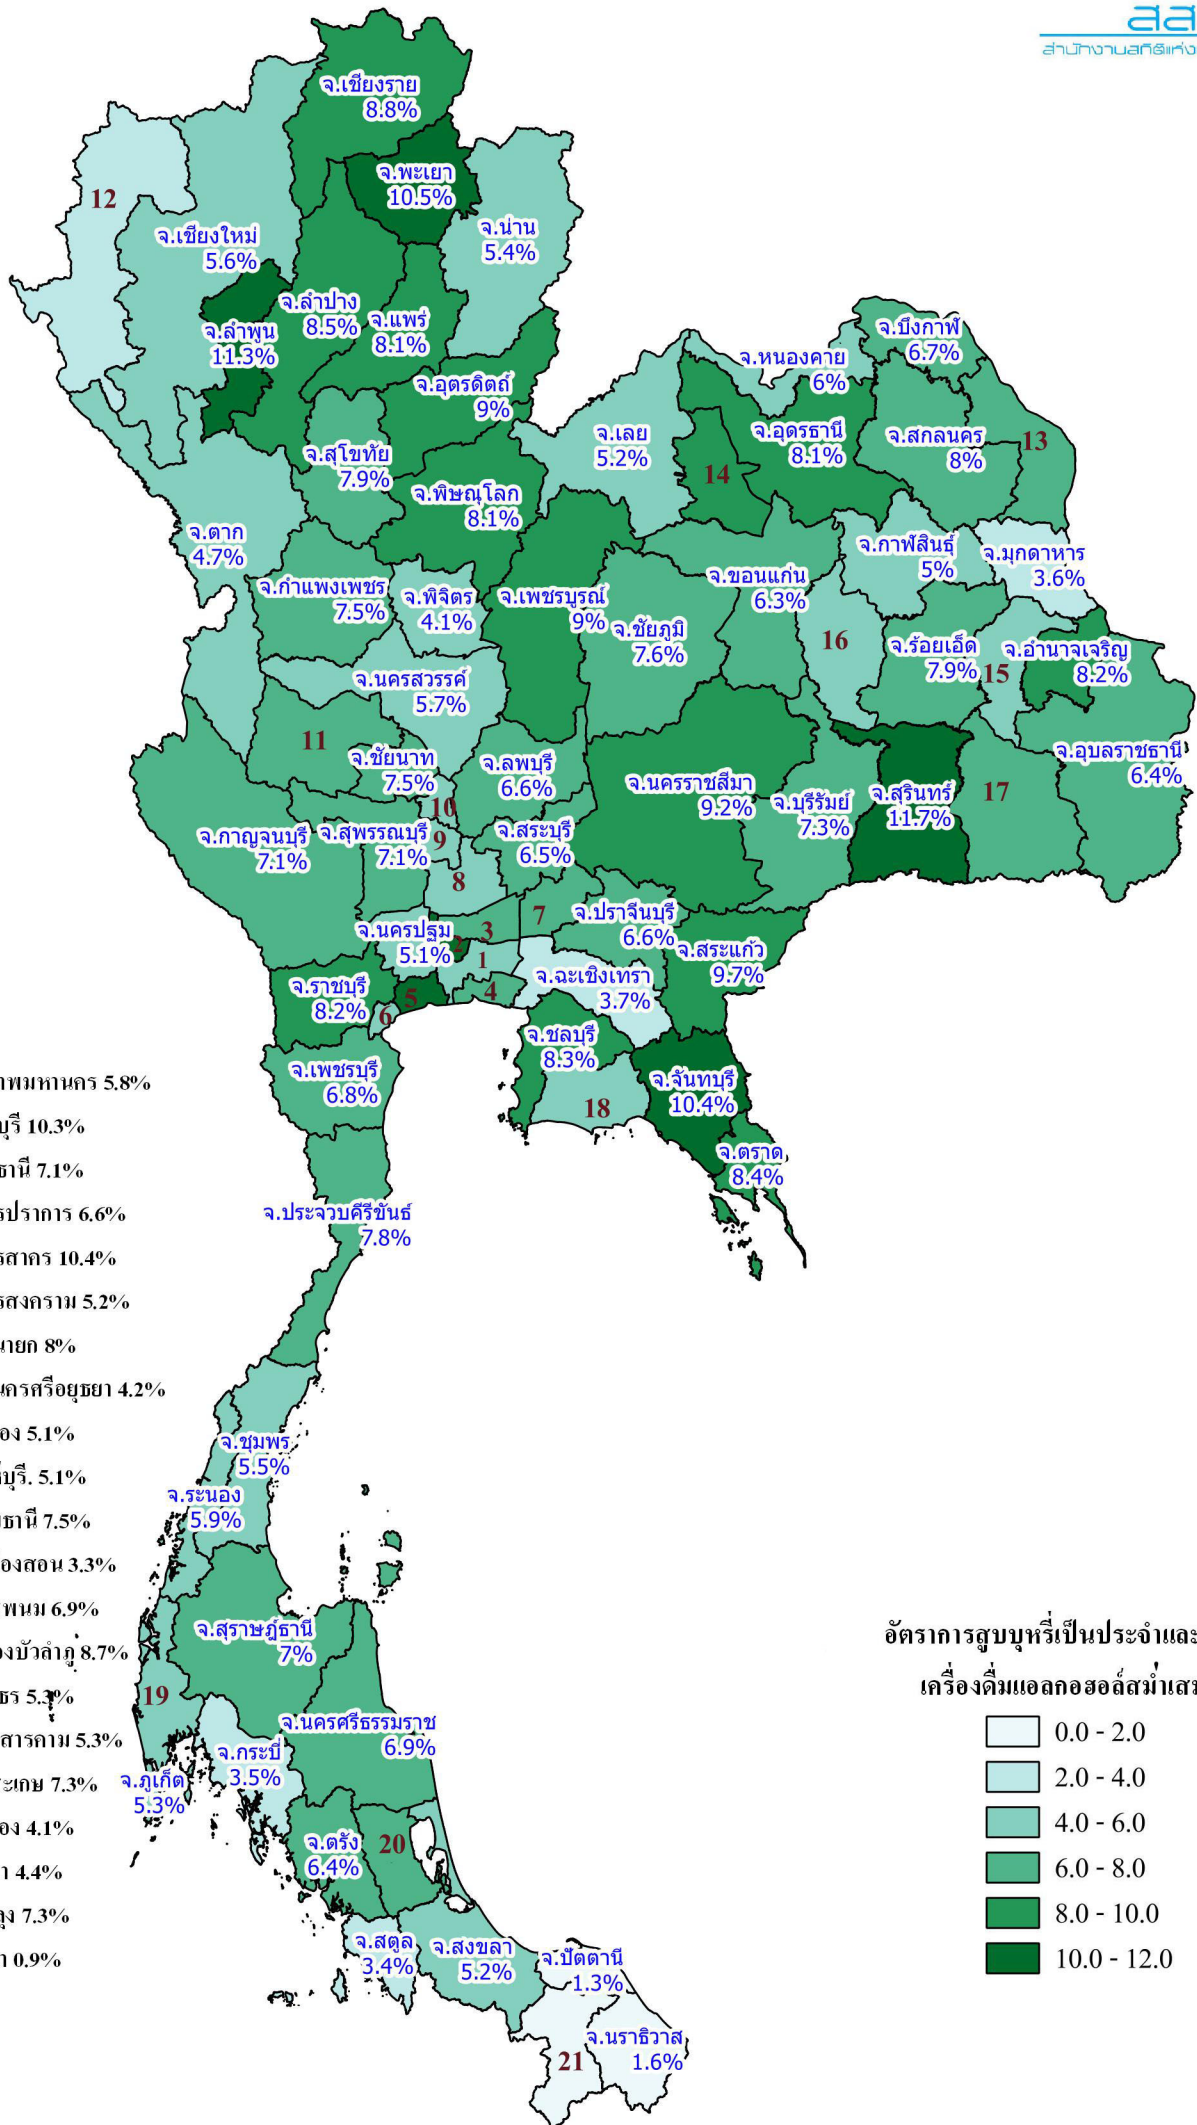 สส
สำนักงานสถิติแห่ง
จ.เชียงราย
8.8%
จ.พะเยา
10.5%
12
จ.น่าน
5.4%
จ.เชียงใหม่
5.6%
จ.ลำปาง
8.5%
จ.แพร่
8.1%
จ.ลำพูน
11.3%
จ.บึงกาฬ
6.7%
จ.หนองคาย
6%
จ.อุตรดิตถ์
9%
จ.เลย
5.2%
จ.อุดรธานี
8.1%
จ.สกลนคร
8%
13
14
จ.สุโขทัย
7.9%
จ.พิษณุโลก
8.1%
จ.ตาก
4.7%
จ.กาฬสินธุ์
5%
จ.มุกดาหาร
3.6%
จ.กำแพงเพชร
7.5%
จ.พิจิตร
4.1%
จ.เพชรบูรณ์
9%
จ.ขอนแก่น
6.3%
จ.ชัยภูมิ
7.6%
16
จ.ร้อยเอ็ด
7.9%
15
จ.อำนาจเจริญ
8.2%
จ.นครสวรรค์
5.7%
11
จ.ชัยนาท
7.5%
จ.ลพบุรี
6.6%
จ.นครราชสีมา
9.2%
จ.บุรีรัมย์
7.3%
จ.สุรินทร์
11.7%
17
จ.อุบลราชธานี
6.4%
10
จ.กาญจนบุรี
7.1%
จ.สุพรรณบุรี
7.1%
9
จ.สระบุรี
6.5%
8
7
จ.ปราจีนบุรี
6.6%
จ.นครปฐม
5.1%
2
3
1
จ.สระแก้ว
9.7%
จ.ฉะเชิงเทรา
3.7%
จ.ราชบุรี
8.2%
5
4
6
จ.ชลบุรี
8.3%
จ.เพชรบุรี
6.8%
18
จ.จันทบุรี
10.4%
จ.ตราด
8.4%
จ.ประจวบคีรีขันธ์
7.8%
าพมหานคร 5.8%
บุรี 10.3%
ธานี 7.1%
รปราการ 6.6%
รสาคร 10.4%
รสงคราม 5.2%
นายก 8%
นครศรีอยุธยา 4.2%
อง 5.1%
บุรี. 5.1%
ธานี 7.5%
องสอน 3.3%
พนม 6.9%
องบัวลำภู 8.7%
ธร 5.3%
สารคาม 5.3%
ะเกษ 7.3%
อง 4.1%
า 4.4%
ุง 7.3%
า 0.9%
จ.ชุมพร
5.5%
จ.ระนอง
5.9%
จ.สุราษฎ์ธานี
7%
19
จ.นครศรีธรรมราช
6.9%
จ.กระบี่
3.5%
จ.ภูเก็ต
5.3%
จ.ตรัง
6.4%
20
จ.สตูล
3.4%
จ.สงขลา
5.2%
จ.ปัตตานี
1.3%
จ.นราธิวาส
1.6%
21
อัตราการสูบบุหรี่เป็นประจำและ
เครื่องดื่มแอลกอฮอล์สม่ำเสม
0.0 - 2.0
2.0 - 4.0
4.0 - 6.0
6.0 - 8.0
8.0 - 10.0
10.0 - 12.0